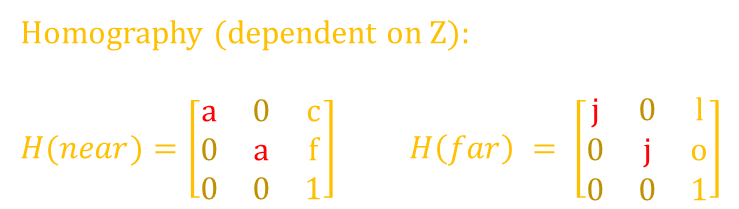 Homography (dependent on Z):
a 0 c j 0 l
H(near) = 0 a f H(far) = 0 j o
0 0 1 0 0 1